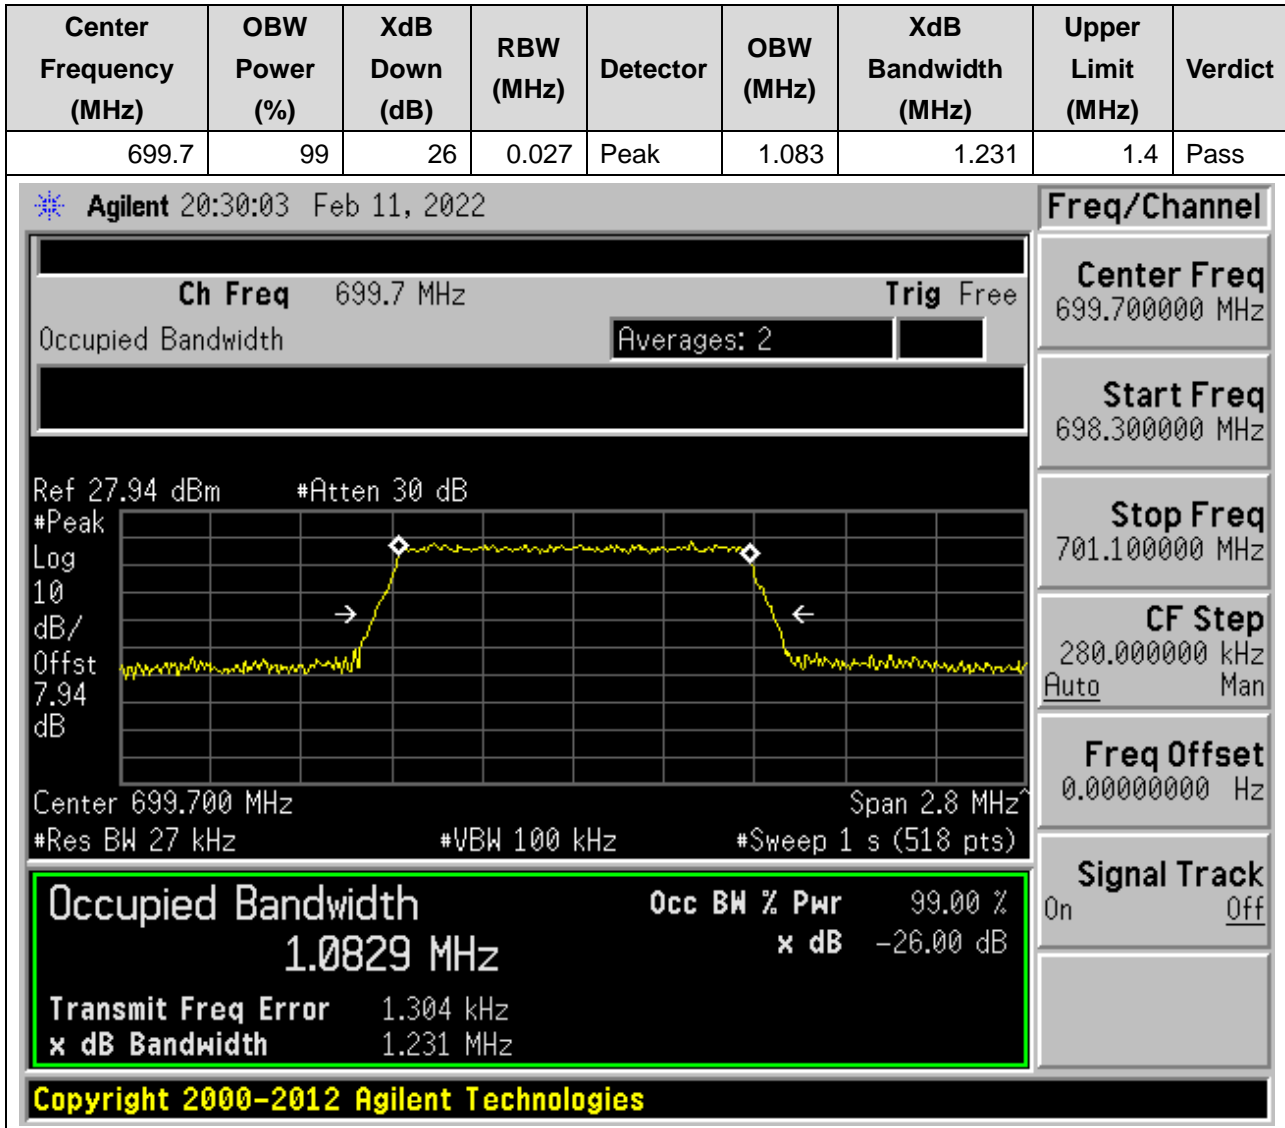 Center Frequency (MHz) OBW Power (%) XdB Down (dB) RBW (MHz) Detector OBW (MHz) XdB Bandwidth (MHz) Upper Limit (MHz) Verdict
699.7 99 26 0.027 Peak 1.083 1.231 1.4 Pass
Agilent 20:30:03 Feb 11, 2022
Freq/Channel
Ch Freq 699.7 MHz Trig Free
Occupied Bandwidth Averages: 2
Center Freq
699.700000 MHz
Start Freq
698.300000 MHz
Stop Freq
701.100000 MHz
CF Step
280.000000 kHz
Auto Man
Freq Offset
0.00000000 Hz
Signal Track
On Off
Ref 27.94 dBm #Atten 30 dB
#Peak
Log
10
dB/
Offst
7.94
dB
Center 699.700 MHz Span 2.8 MHz^
#Res BW 27 kHz #VBW 100 kHz #Sweep 1 s (518 pts)
Occupied Bandwidth
1.0829 MHz
Occ BW % Pwr 99.00 %
x dB -26.00 dB
Transmit Freq Error 1.304 kHz
x dB Bandwidth 1.231 MHz
Copyright 2000-2012 Agilent Technologies